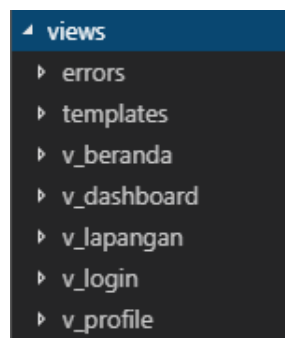 views
errors
templates
v_beranda
v_dashboard
v_lapangan
v_login
v_profile